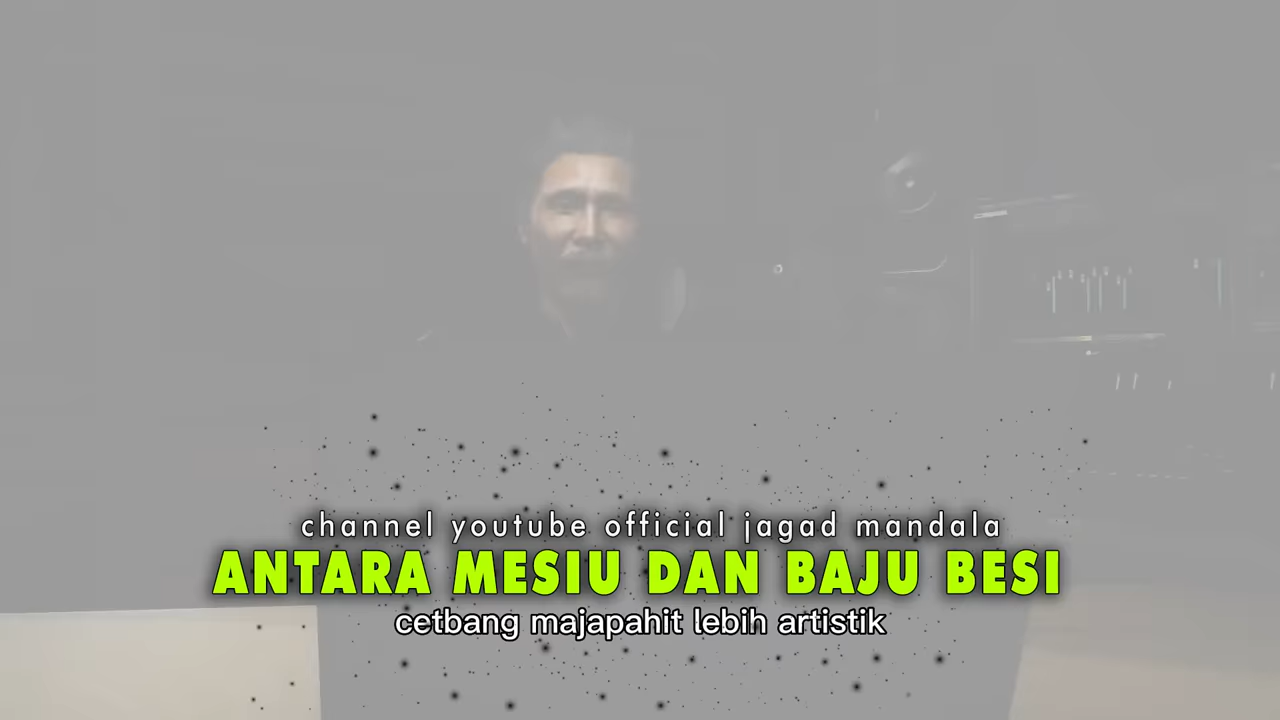 channel youtube official jagad mandala
ANTARA MESIU DAN BAJU BESI
cetbang majapahit lebih artistik